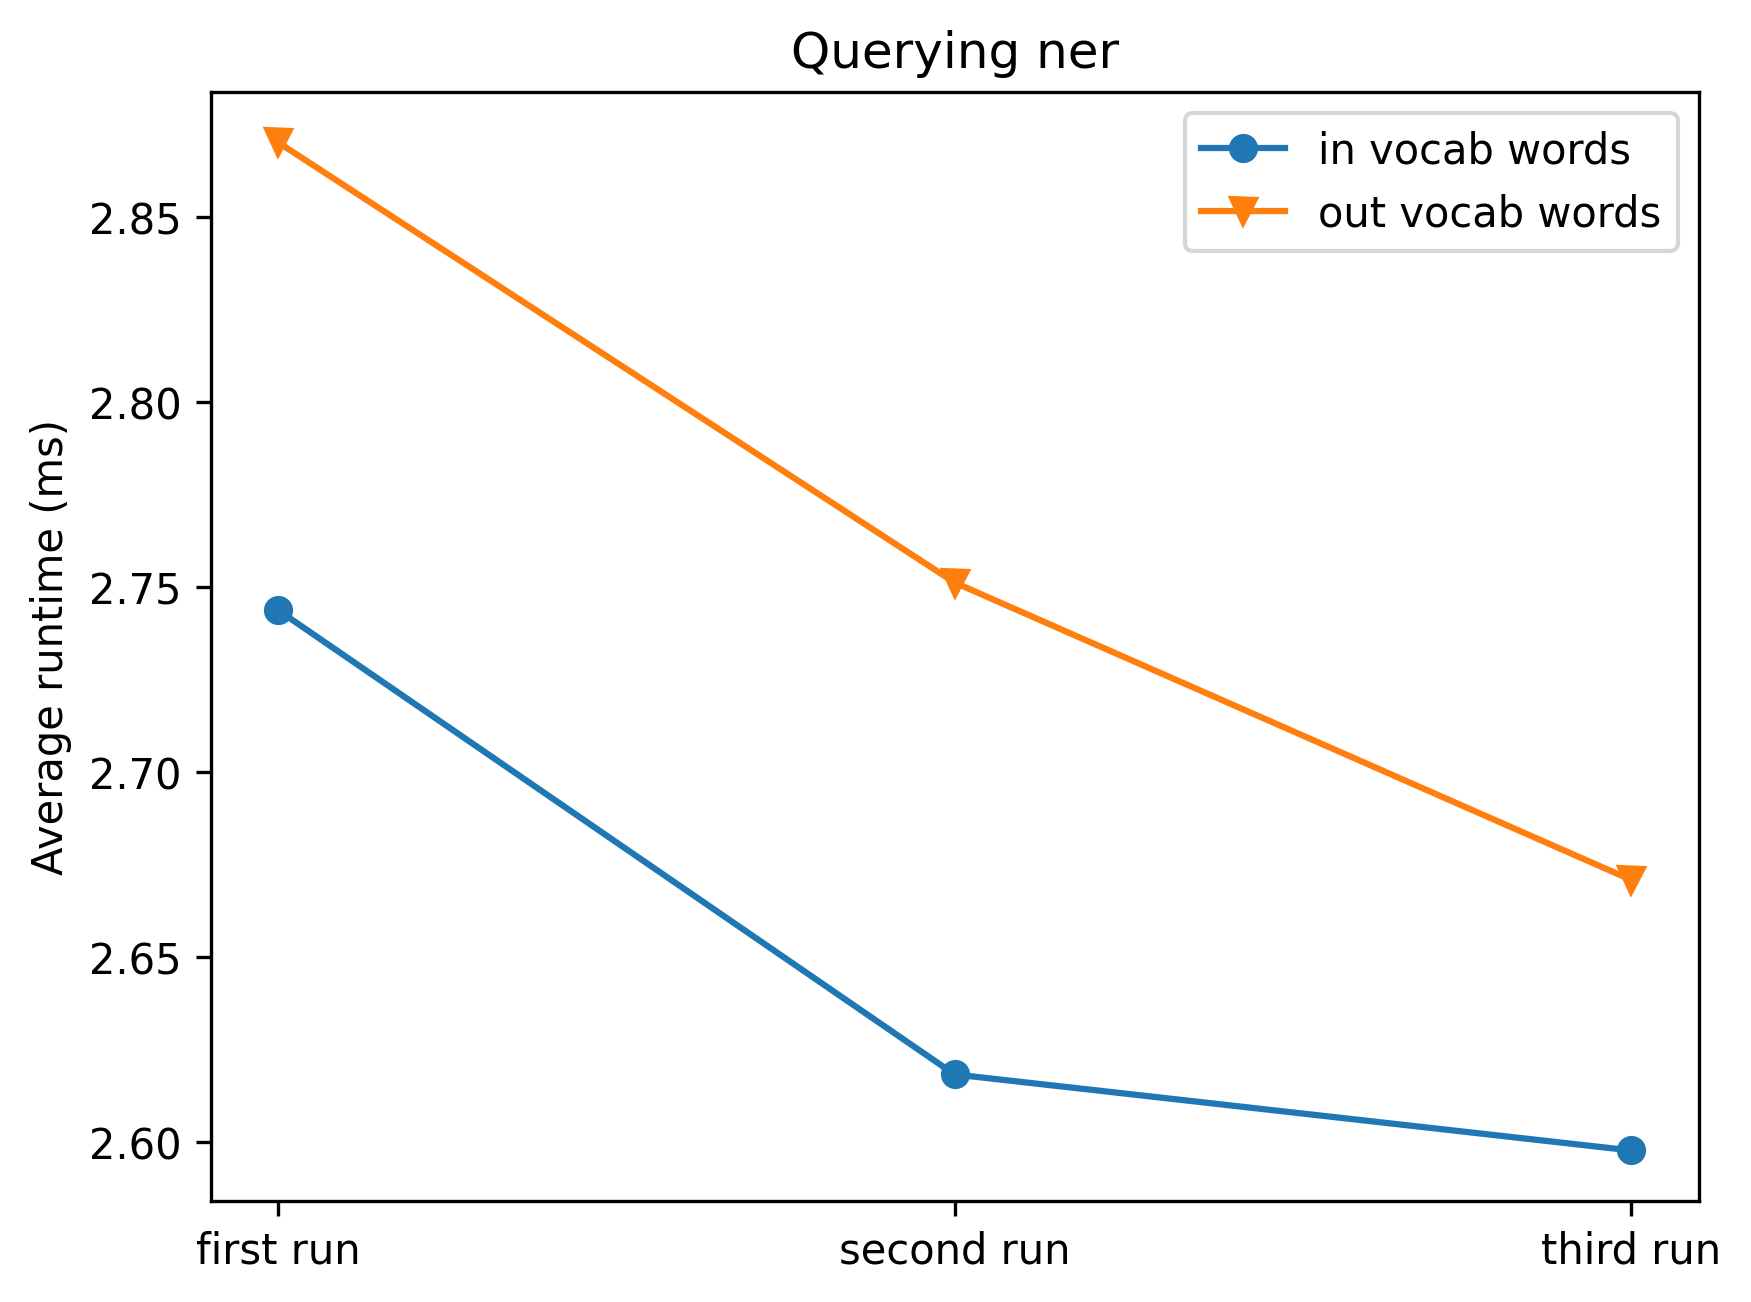 Querying ner
in vocab words
out vocab words
Average runtime (ms)
2.85
2.80
2.75
2.70
2.65
2.60
first run
second run
third run